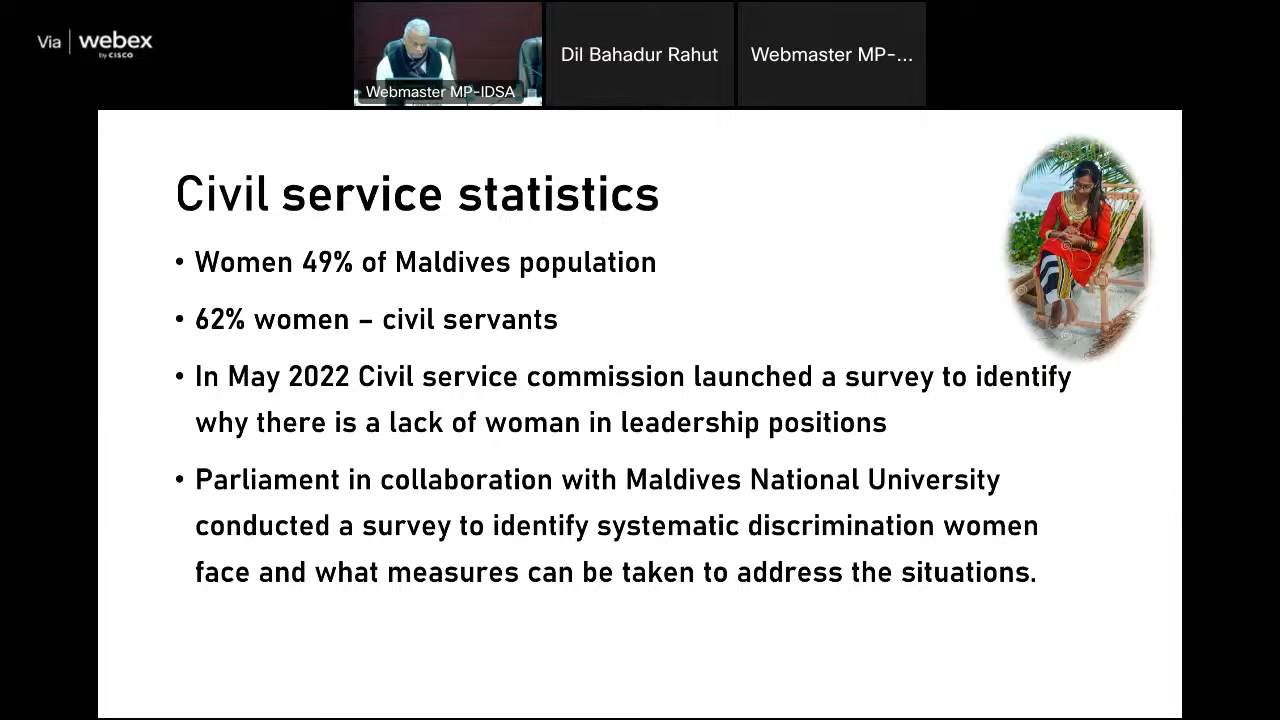 Via webex
by CISCO
Webmaster MP-IDSA
Dil Bahadur Rahut
Webmaster MP-...
Civil service statistics
• Women 49% of Maldives population
• 62% women – civil servants
• In May 2022 Civil service commission launched a survey to identify
why there is a lack of woman in leadership positions
• Parliament in collaboration with Maldives National University
conducted a survey to identify systematic discrimination women
face and what measures can be taken to address the situations.